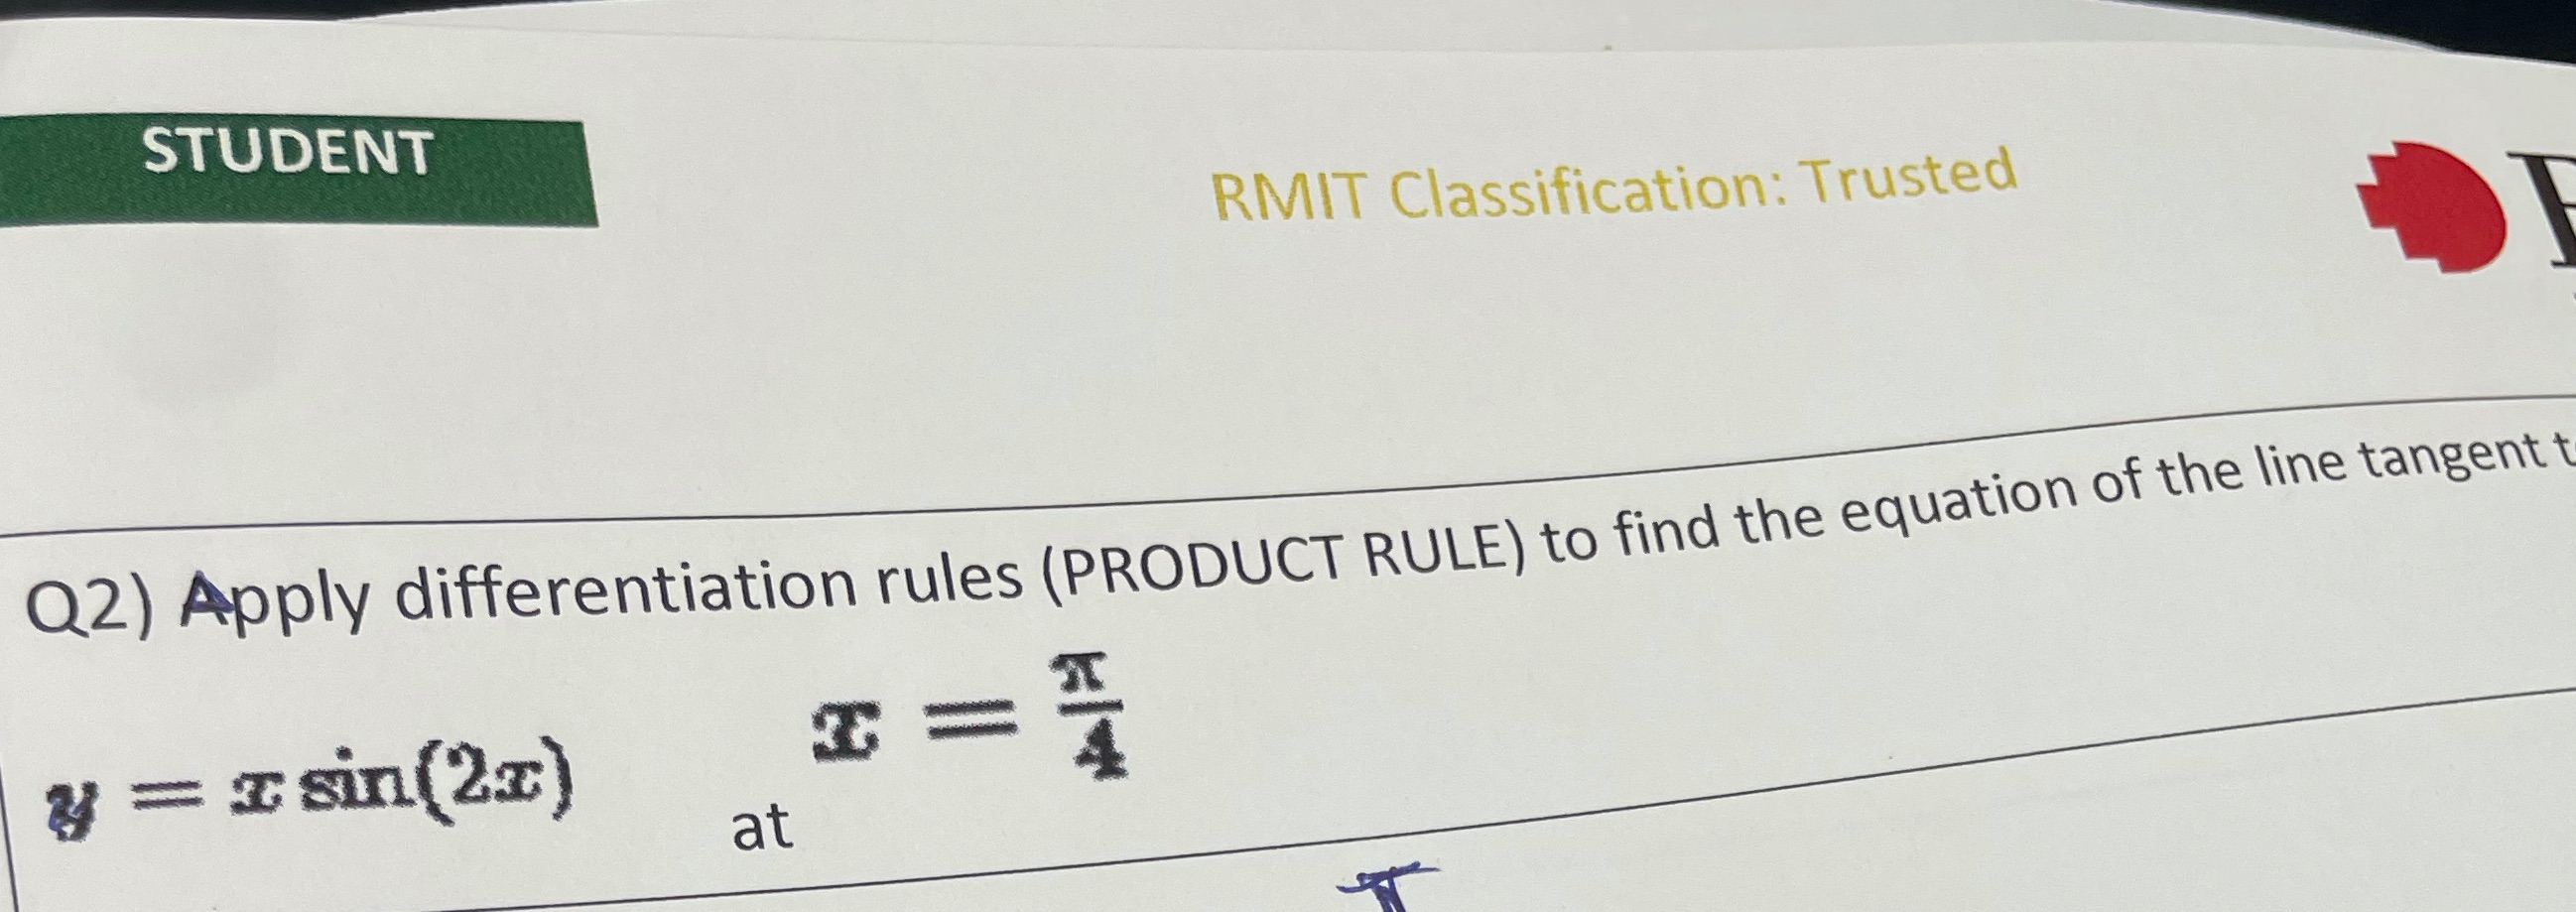 STUDENT
RMIT Classification: Trusted
Q2) Apply differentiation rules (PRODUCT RULE) to find the equation of the line tangent t
y = x sin(2x) at x = π/4